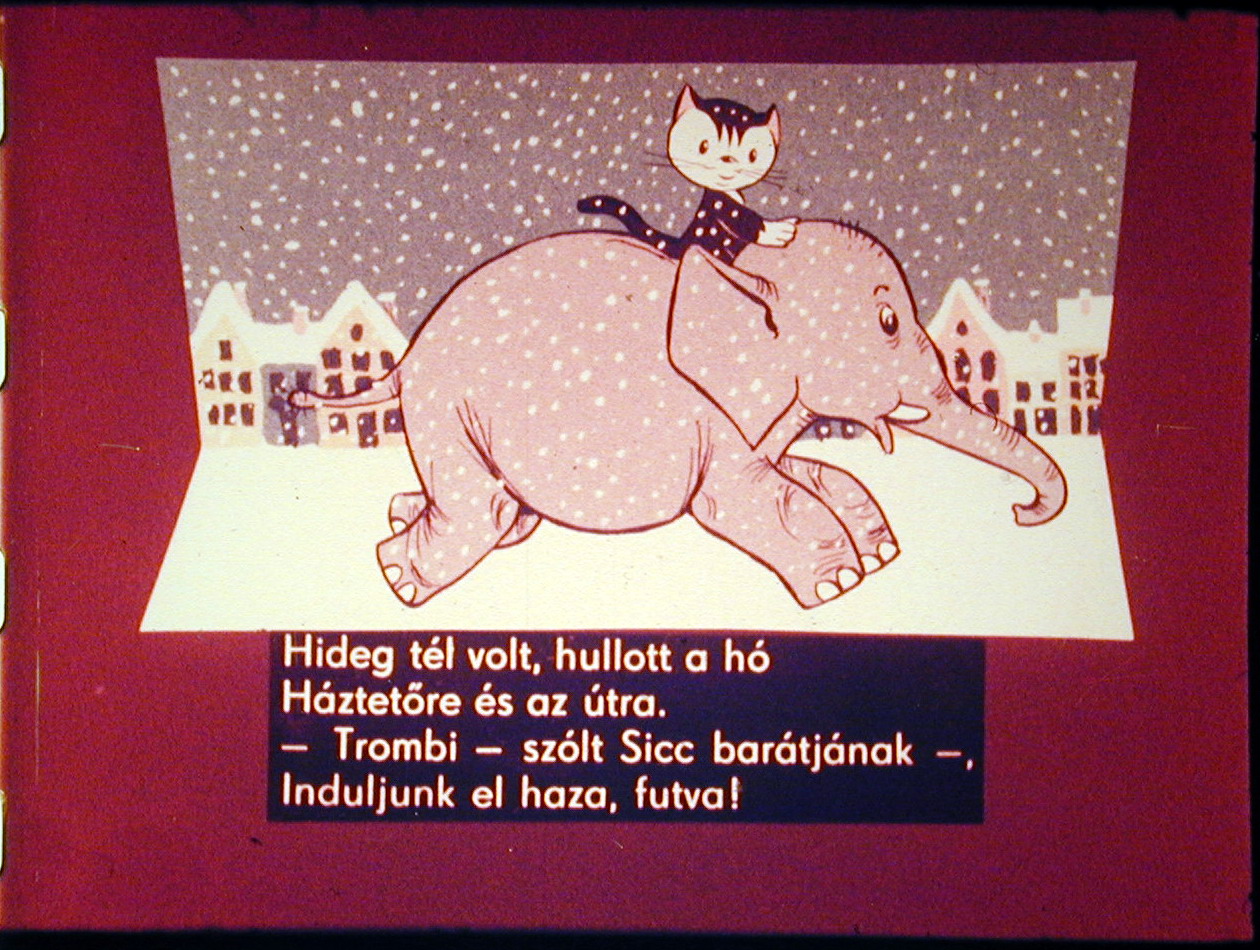 Hideg tél volt, hullott a hó
Háztetőre és az útra.
— Trombi — szólt Sicc barátjának —,
Induljunk el haza, futva!